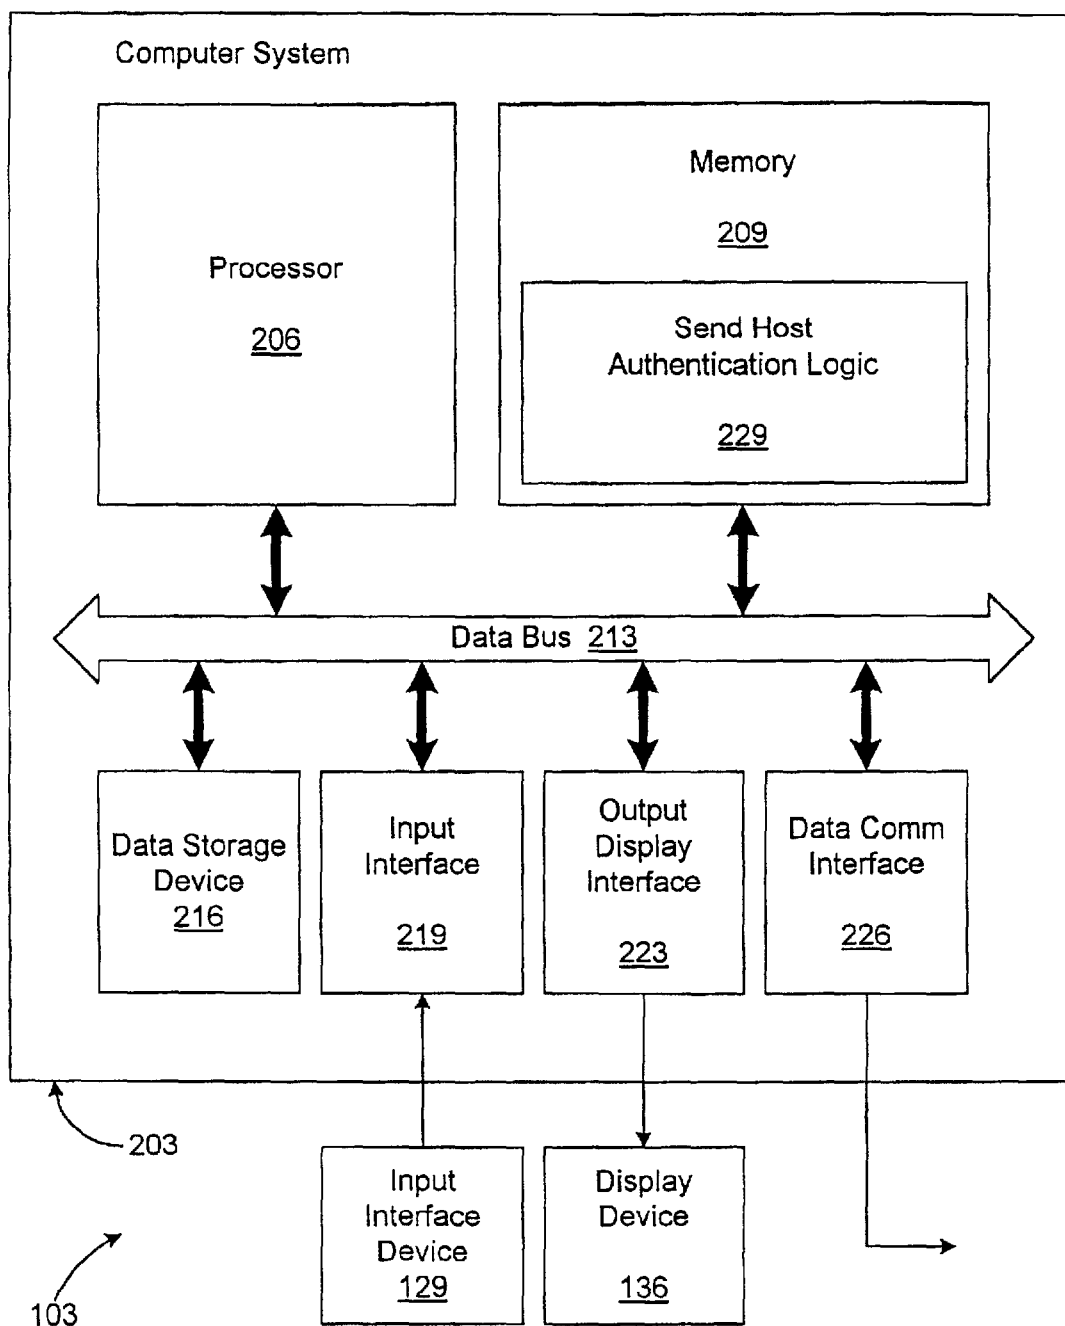 Computer System
Processor
206
Memory
209
Send Host
Authentication Logic
229
Data Bus 213
Data Storage
Device
216
Input
Interface
219
Output
Display
Interface
223
Data Comm
Interface
226
203
Input
Interface
Device
129
Display
Device
136
103